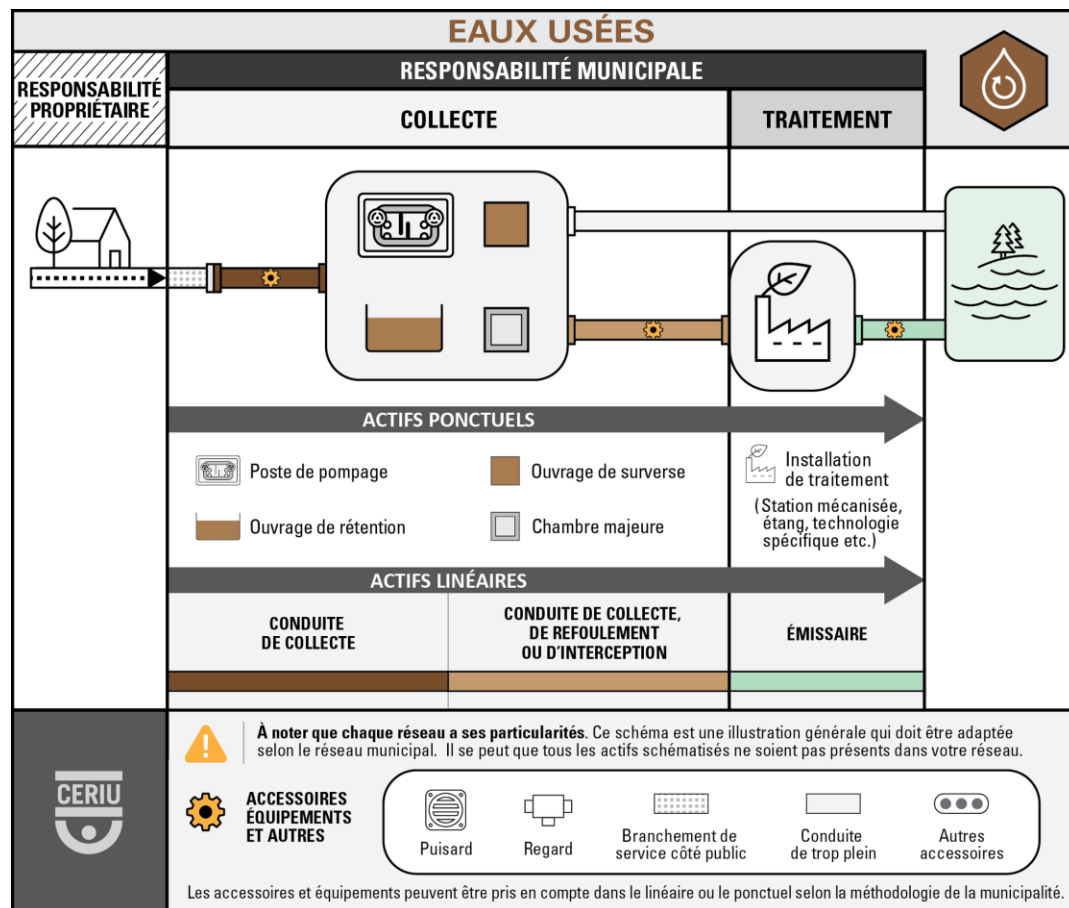 EAUX USÉES
RESPONSABILITÉ
PROPRIÉTAIRE
RESPONSABILITÉ MUNICIPALE
COLLECTE
TRAITEMENT
ACTIFS PONCTUELS
Poste de pompage
Ouvrage de surverse
Ouvrage de rétention
Chambre majeure
Installation
de traitement
(Station mécanisée,
étang, technologie
spécifique etc.)
ACTIFS LINÉAIRES
CONDUITE
DE COLLECTE
CONDUITE DE COLLECTE,
DE REFOULEMENT
OU D'INTERCEPTION
ÉMISSAIRE
CERIU
À noter que chaque réseau a ses particularités. Ce schéma est une illustration générale qui doit être adaptée
selon le réseau municipal. Il se peut que tous les actifs schématisés ne soient pas présents dans votre réseau.
ACCESSOIRES
ÉQUIPEMENTS
ET AUTRES
Puisard
Regard
Branchement de
service côté public
Conduite
de trop plein
Autres
accessoires
Les accessoires et équipements peuvent être pris en compte dans le linéaire ou le ponctuel selon la méthodologie de la municipalité.